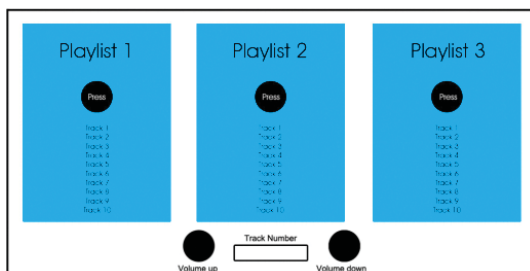 Playlist 1
Press
Track 1
Track 2
Track 3
Track 4
Track 5
Track 6
Track 7
Track 8
Track 9
Track 10
Playlist 2
Press
Track 1
Track 2
Track 3
Track 4
Track 5
Track 6
Track 7
Track 8
Track 9
Track 10
Playlist 3
Press
Track 1
Track 2
Track 3
Track 4
Track 5
Track 6
Track 7
Track 8
Track 9
Track 10
Track Number
Volume up
Volume down